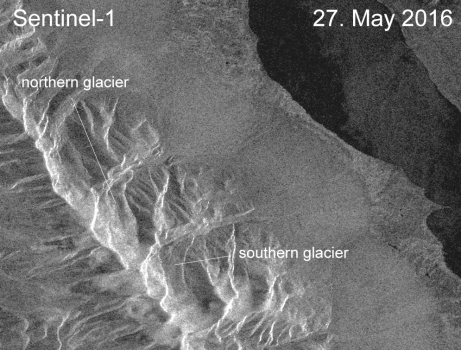 Sentinel-1
27. May 2016
northern glacier
southern glacier